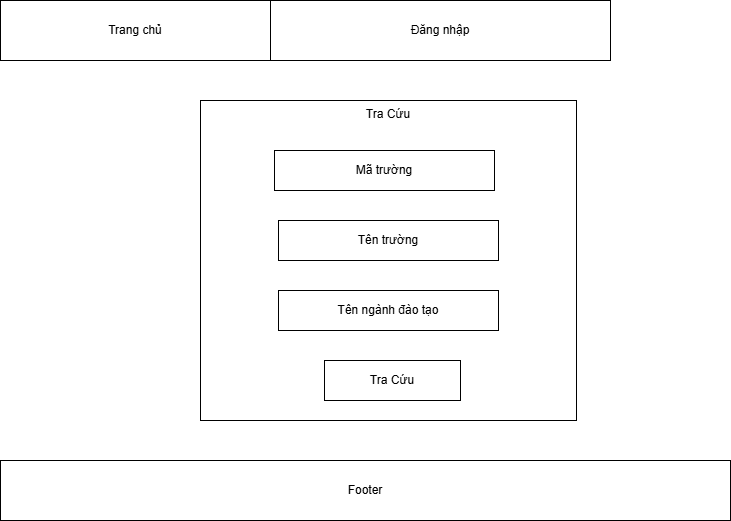 Trang chủ
Đăng nhập
Tra Cứu
Mã trường
Tên trường
Tên ngành đào tạo
Tra Cứu
Footer